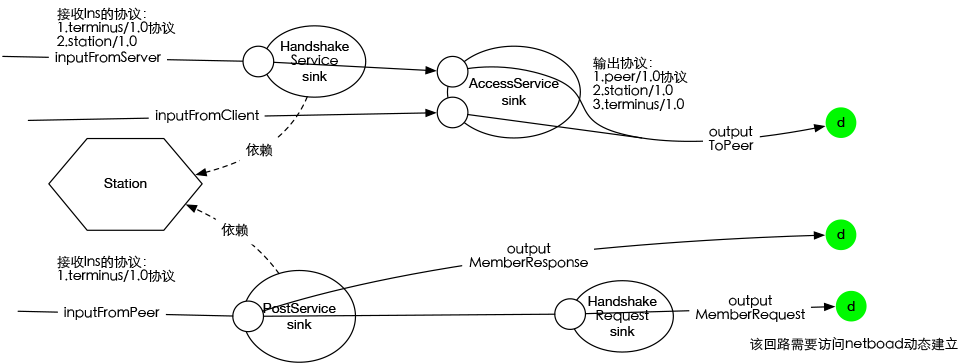 接收Ins的协议:
1.terminus/1.0协议
2.station/1.0
inputFromServer
Handshake
Service
sink
AccessService
sink
输出协议:
1.peer/1.0协议
2.station/1.0
3.terminus/1.0
inputFromClient
output
ToPeer
d
依赖
Station
依赖
接收Ins的协议:
1.terminus/1.0协议
output
MemberResponse
d
inputFromPeer
PostService
sink
Handshake
Request
sink
output
MemberRequest
d
该回路需要访问netboad动态建立